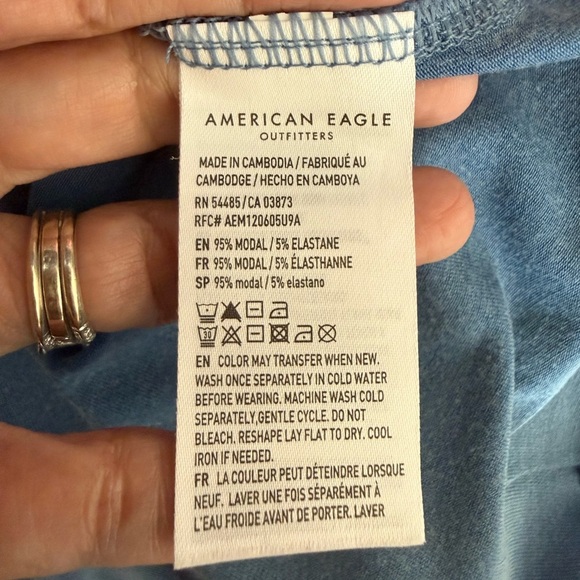 AMERICAN EAGLE
OUTFITTERS
MADE IN CAMBODIA / FABRIQUÉ AU
CAMBODGE / HECHO EN CAMBOYA
RN 54485 / CA 03873
RFC# AEM120605U9A
EN 95% MODAL / 5% ELASTANE
FR 95% MODAL / 5% ÉLASTHANNE
SP 95% modal / 5% elastano
30
EN COLOR MAY TRANSFER WHEN NEW.
WASH ONCE SEPARATELY IN COLD WATER
BEFORE WEARING. MACHINE WASH COLD
SEPARATELY,GENTLE CYCLE. DO NOT
BLEACH. RESHAPE LAY FLAT TO DRY. COOL
IRON IF NEEDED.
FR LA COULEUR PEUT DÉTEINDRE LORSQUE
NEUF. LAVER UNE FOIS SÉPARÉMENT À
L'EAU FROIDE AVANT DE PORTER. LAVER